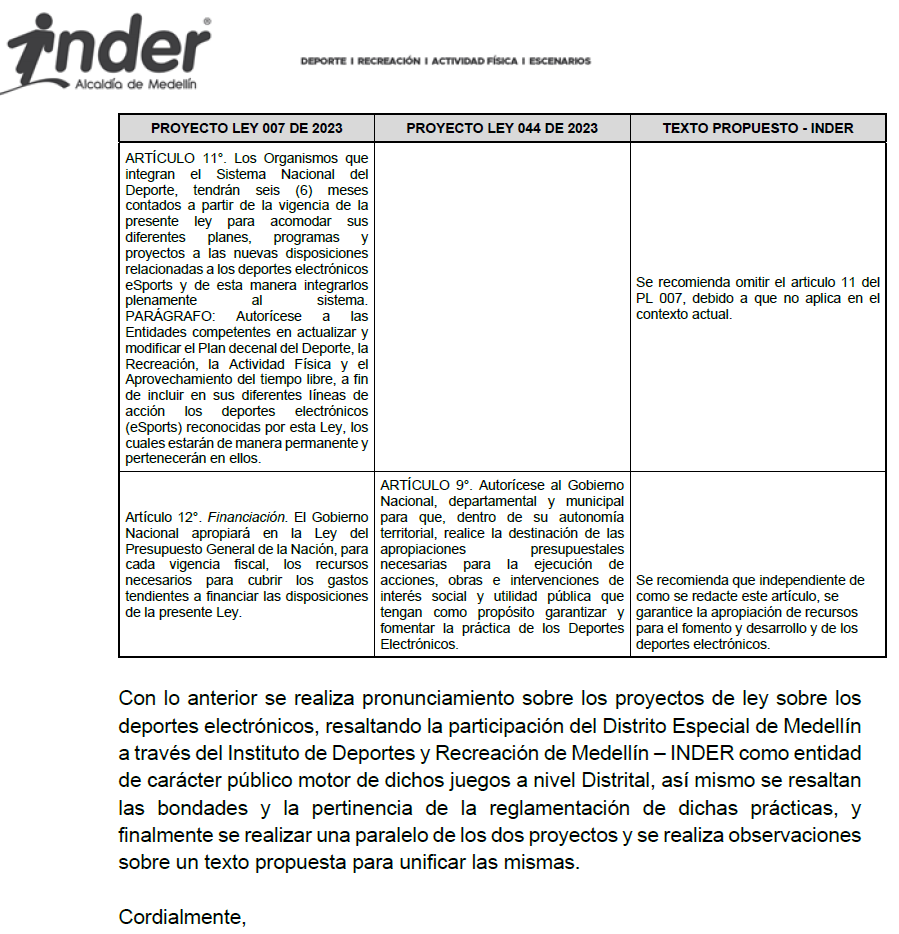 inder®
Alcaldía de Medellín
DEPORTE I RECREACIÓN I ACTIVIDAD FÍSICA I ESCENARIOS
PROYECTO LEY 007 DE 2023
PROYECTO LEY 044 DE 2023
TEXTO PROPUESTO - INDER
ARTÍCULO 11°. Los Organismos que
integran el Sistema Nacional del
Deporte, tendrán seis (6) meses
contados a partir de la vigencia de la
presente ley para acomodar sus
diferentes planes, programas y
proyectos a las nuevas disposiciones
relacionadas a los deportes electrónicos
eSports y de esta manera integrarlos
plenamente al sistema.
PARÁGRAFO: Autorícese a las
Entidades competentes en actualizar y
modificar el Plan decenal del Deporte, la
Recreación, la Actividad Física y el
Aprovechamiento del tiempo libre, a fin
de incluir en sus diferentes líneas de
acción los deportes electrónicos
(eSports) reconocidas por esta Ley, los
cuales estarán de manera permanente y
pertenecerán en ellos.
Se recomienda omitir el articulo 11 del
PL 007, debido a que no aplica en el
contexto actual.
Artículo 12°. Financiación. El Gobierno
Nacional apropiará en la Ley del
Presupuesto General de la Nación, para
cada vigencia fiscal, los recursos
necesarios para cubrir los gastos
tendientes a financiar las disposiciones
de la presente Ley.
ARTÍCULO 9°. Autorícese al Gobierno
Nacional, departamental y municipal
para que, dentro de su autonomía
territorial, realice la destinación de las
apropiaciones presupuestales
necesarias para la ejecución de
acciones, obras e intervenciones de
interés social y utilidad pública que
tengan como propósito garantizar y
fomentar la práctica de los Deportes
Electrónicos.
Se recomienda que independiente de
como se redacte este artículo, se
garantice la apropiación de recursos
para el fomento y desarrollo y de los
deportes electrónicos.
Con lo anterior se realiza pronunciamiento sobre los proyectos de ley sobre los
deportes electrónicos, resaltando la participación del Distrito Especial de Medellín
a través del Instituto de Deportes y Recreación de Medellín – INDER como entidad
de carácter público motor de dichos juegos a nivel Distrital, así mismo se resaltan
las bondades y la pertinencia de la reglamentación de dichas prácticas, y
finalmente se realizar una paralelo de los dos proyectos y se realiza observaciones
sobre un texto propuesta para unificar las mismas.
Cordialmente,